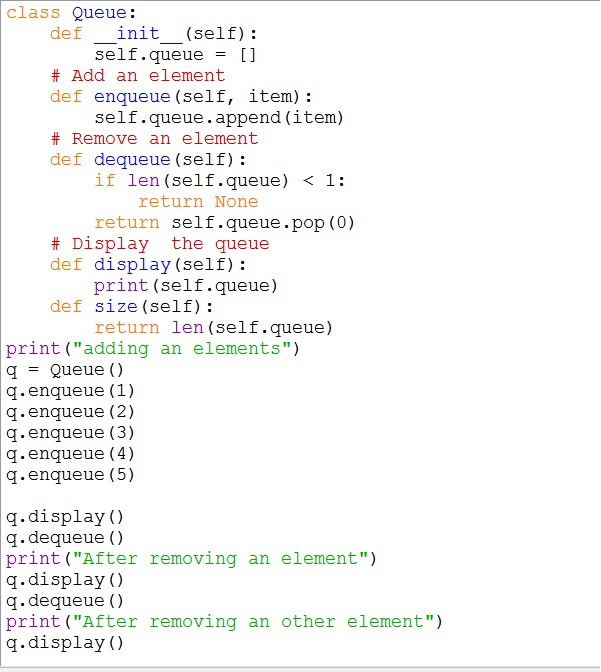 class Queue:
    def __init__(self):
        self.queue = []
    # Add an element
    def enqueue(self, item):
        self.queue.append(item)
    # Remove an element
    def dequeue(self):
        if len(self.queue) < 1:
            return None
        return self.queue.pop(0)
    # Display  the queue
    def display(self):
        print(self.queue)
    def size(self):
        return len(self.queue)
print("adding an elements")
q = Queue()
q.enqueue(1)
q.enqueue(2)
q.enqueue(3)
q.enqueue(4)
q.enqueue(5)

q.display()
q.dequeue()
print("After removing an element")
q.display()
q.dequeue()
print("After removing an other element")
q.display()